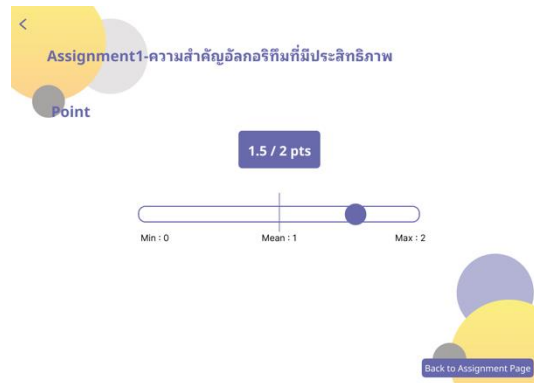 Assignment1-ความสำคัญอัลกอริทึมที่มีประสิทธิภาพ
Point
1.5 / 2 pts
Min : 0 Mean : 1 Max : 2
Back to Assignment Page